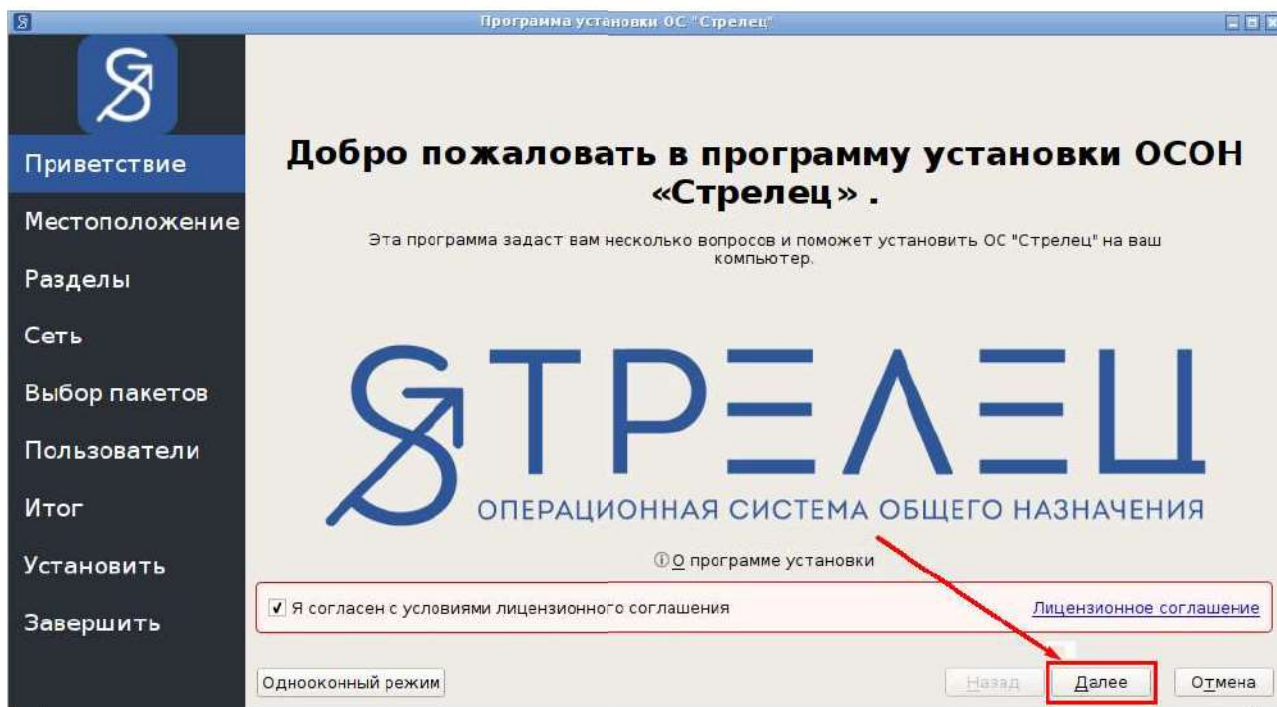 Программа установки ОС "Стрелец"
Приветствие
Местоположение
Разделы
Сеть
Выбор пакетов
Пользователи
Итог
Установить
Завершить
Добро пожаловать в программу установки ОСОН
«Стрелец» .
Эта программа задаст вам несколько вопросов и поможет установить ОС "Стрелец" на ваш
компьютер.
SТРЕЛЕЦ
ОПЕРАЦИОННАЯ СИСТЕМА ОБЩЕГО НАЗНАЧЕНИЯ
О программе установки
Я согласен с условиями лицензионного соглашения
Лицензионное соглашение
Однооконный режим
Назад
Далее
Отмена